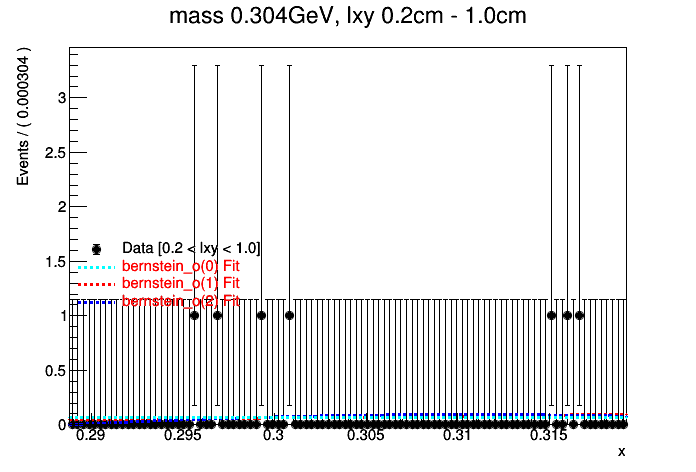 mass 0.304GeV, lxy 0.2cm - 1.0cm
Events / ( 0.000304 )
3
2.5
2
1.5
1
0.5
0
Data [0.2 < lxy < 1.0]
bernstein_o(0) Fit
bernstein_o(1) Fit
bernstein_o(2) Fit
0.29 0.295 0.3 0.305 0.31 0.315
x